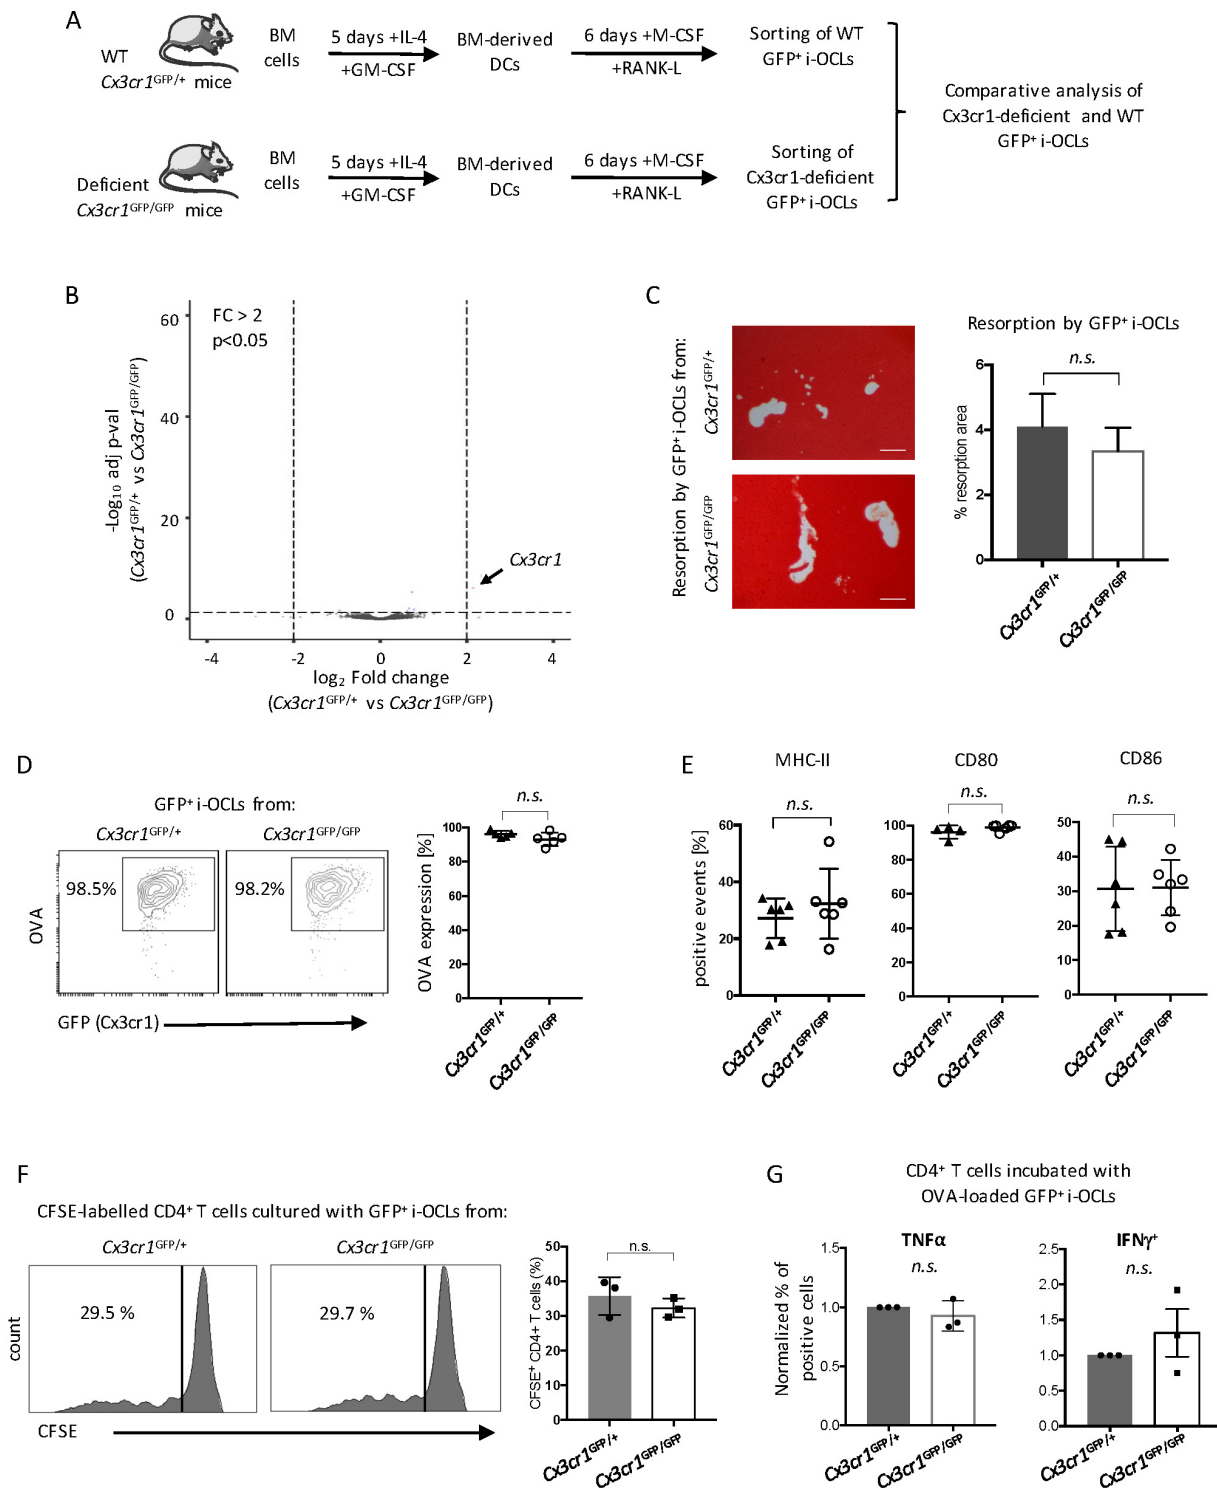 A
WT
Cx3cr1GFP/+ mice
BM
cells
5 days +IL-4
+GM-CSF
BM-derived
DCs
6 days +M-CSF
+RANK-L
Sorting of WT
GFP+ i-OCLs
Deficient
Cx3cr1GFP/GFP mice
BM
cells
5 days +IL-4
+GM-CSF
BM-derived
DCs
6 days +M-CSF
+RANK-L
Sorting of
Cx3cr1-deficient
GFP+ i-OCLs
Comparative analysis of
Cx3cr1-deficient and WT
GFP+ i-OCLs
B
FC > 2
p<0.05
-Log10 adj p-val
(Cx3cr1GFP/+ vs Cx3cr1GFP/GFP)
60
40
20
0
Cx3cr1
-4 -2 0 2 4
log2 Fold change
(Cx3cr1GFP/+ vs Cx3cr1GFP/GFP)
C
Resorption by GFP+ i-OCLs from:
Cx3cr1GFP/+
Cx3cr1GFP/GFP
Resorption by GFP+ i-OCLs
n.s.
% resorption area
6
4
2
0
Cx3cr1GFP/+
Cx3cr1GFP/GFP
D
GFP+ i-OCLs from:
Cx3cr1GFP/+
Cx3cr1GFP/GFP
98.5%
98.2%
OVA
GFP (Cx3cr1)
n.s.
OVA expression [%]
100
80
60
40
20
0
Cx3cr1GFP/+
Cx3cr1GFP/GFP
E
MHC-II
n.s.
positive events [%]
60
40
20
0
Cx3cr1GFP/+
Cx3cr1GFP/GFP
CD80
n.s.
100
80
60
40
20
0
Cx3cr1GFP/+
Cx3cr1GFP/GFP
CD86
n.s.
50
40
30
20
10
0
Cx3cr1GFP/+
Cx3cr1GFP/GFP
F
CFSE-labelled CD4+ T cells cultured with GFP+ i-OCLs from:
Cx3cr1GFP/+
Cx3cr1GFP/GFP
29.5 %
29.7 %
count
CFSE
n.s.
CFSE+ CD4+ T cells (%)
50
40
30
20
10
0
Cx3cr1GFP/+
Cx3cr1GFP/GFP
G
CD4+ T cells incubated with
OVA-loaded GFP+ i-OCLs
TNFα
n.s.
Normalized % of
positive cells
1.5
1.0
0.5
0.0
Cx3cr1GFP/+
Cx3cr1GFP/GFP
IFNγ+
n.s.
2.5
2.0
1.5
1.0
0.5
0.0
Cx3cr1GFP/+
Cx3cr1GFP/GFP